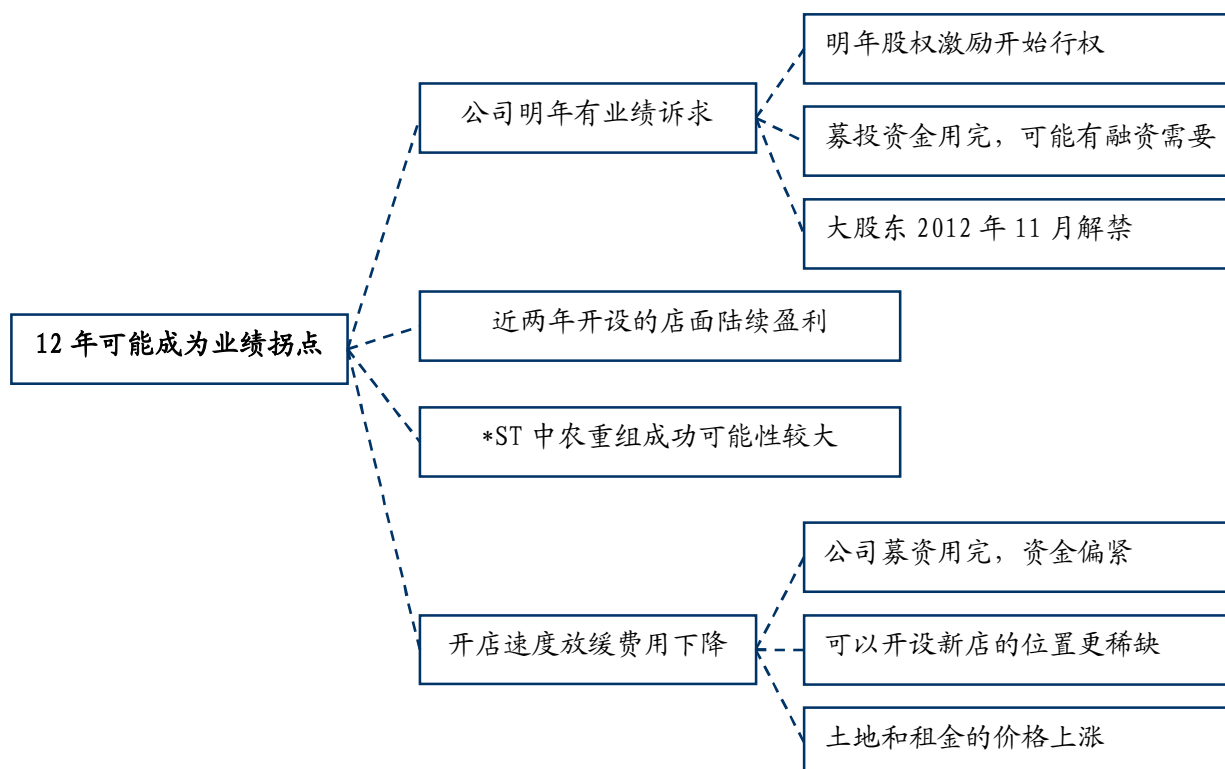 明年股权激励开始行权
公司明年有业绩诉求
募投资金用完，可能有融资需要
大股东 2012 年 11 月解禁
12 年可能成为业绩拐点
近两年开设的店面陆续盈利
*ST 中农重组成功可能性较大
公司募资用完，资金偏紧
开店速度放缓费用下降
可以开设新店的位置更稀缺
土地和租金的价格上涨